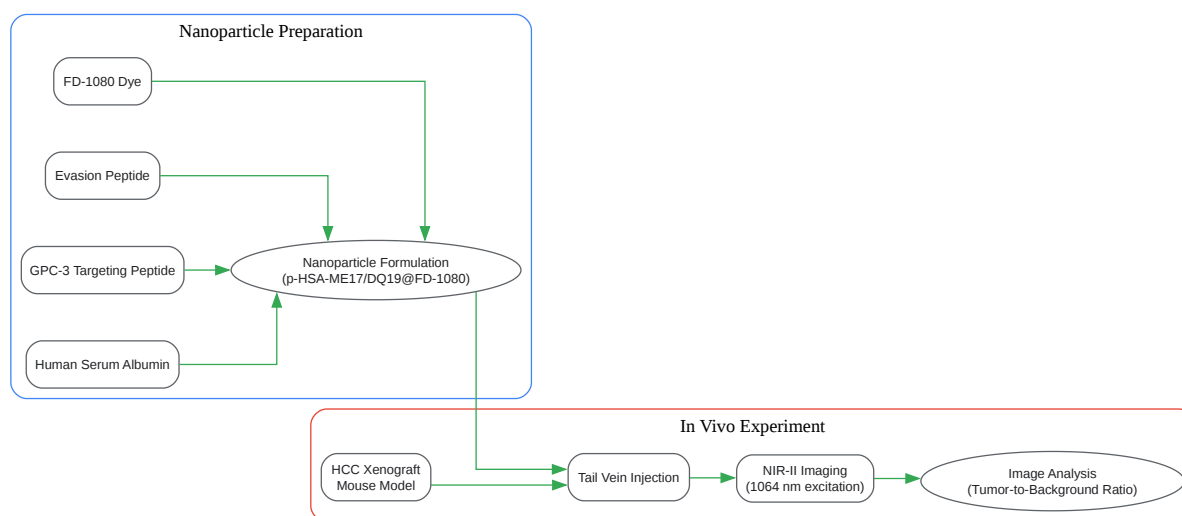 Nanoparticle Preparation
FD-1080 Dye
Evasion Peptide
GPC-3 Targeting Peptide
Nanoparticle Formulation
(p-HSA-ME17/DQ19@FD-1080)
Human Serum Albumin
In Vivo Experiment
HCC Xenograft
Mouse Model
Tail Vein Injection
NIR-II Imaging
(1064 nm excitation)
Image Analysis
(Tumor-to-Background Ratio)